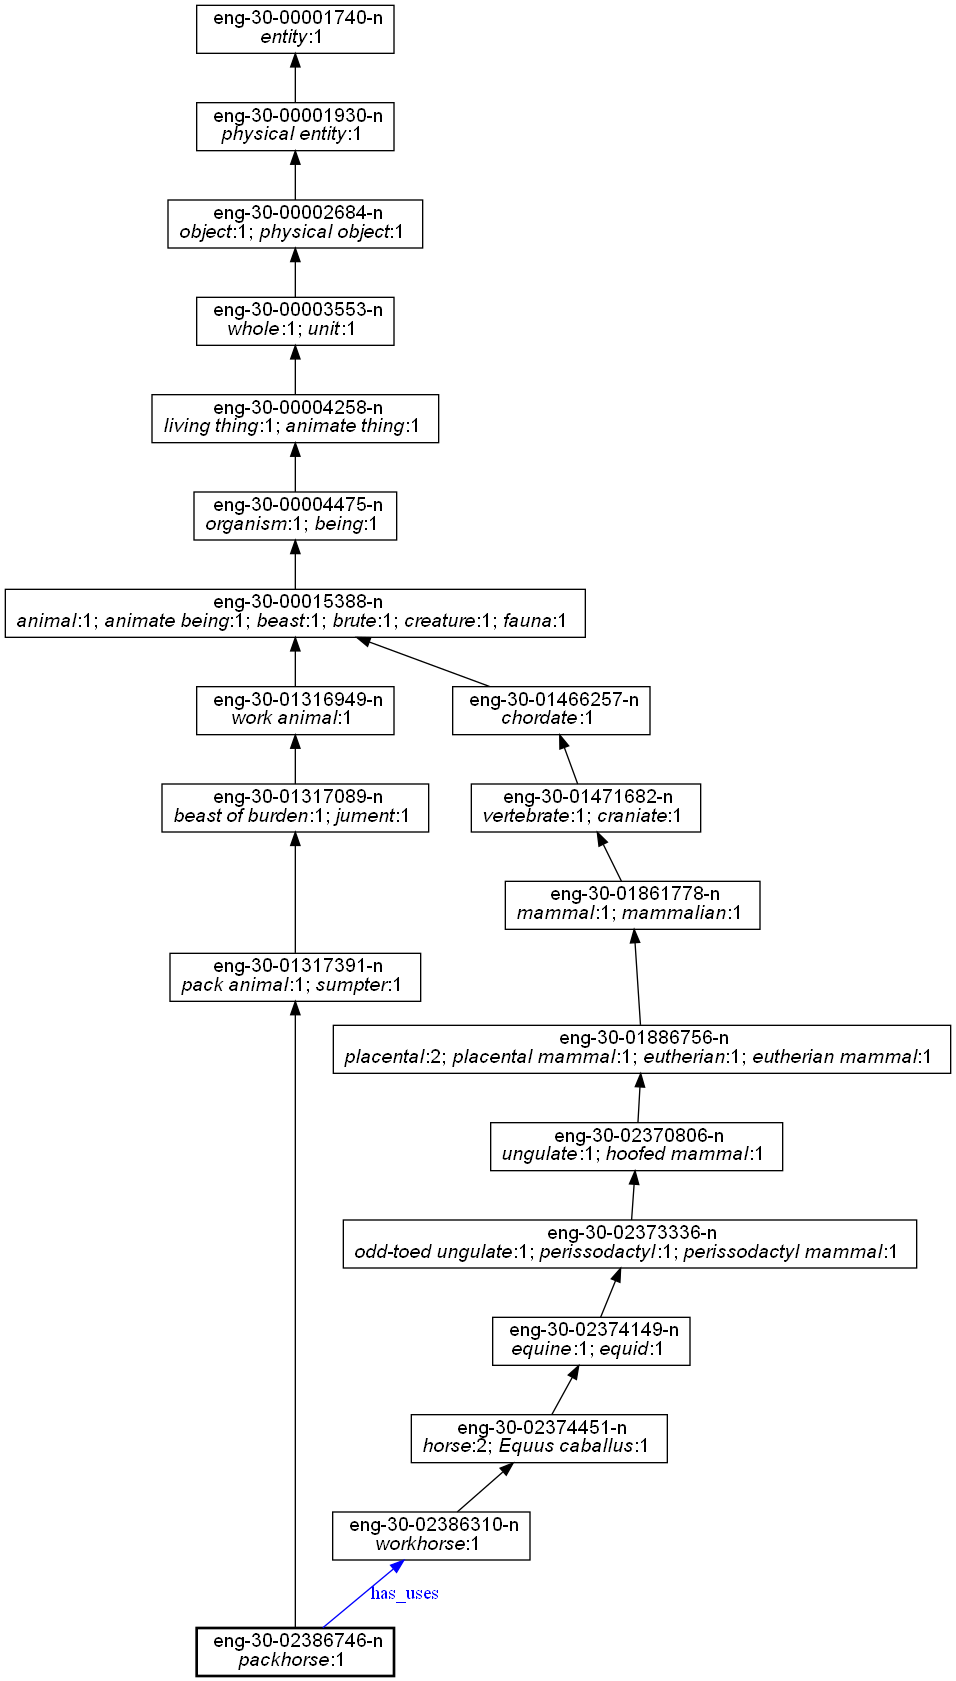 eng-30-00001740-n
entity:1
eng-30-00001930-n
physical entity:1
eng-30-00002684-n
object:1; physical object:1
eng-30-00003553-n
whole:1; unit:1
eng-30-00004258-n
living thing:1; animate thing:1
eng-30-00004475-n
organism:1; being:1
eng-30-00015388-n
animal:1; animate being:1; beast:1; brute:1; creature:1; fauna:1
eng-30-01316949-n
work animal:1
eng-30-01466257-n
chordate:1
eng-30-01317089-n
beast of burden:1; jument:1
eng-30-01471682-n
vertebrate:1; craniate:1
eng-30-01861778-n
mammal:1; mammalian:1
eng-30-01317391-n
pack animal:1; sumpter:1
eng-30-01886756-n
placental:2; placental mammal:1; eutherian:1; eutherian mammal:1
eng-30-02370806-n
ungulate:1; hoofed mammal:1
eng-30-02373336-n
odd-toed ungulate:1; perissodactyl:1; perissodactyl mammal:1
eng-30-02374149-n
equine:1; equid:1
eng-30-02374451-n
horse:2; Equus caballus:1
eng-30-02386310-n
workhorse:1
has_uses
eng-30-02386746-n
packhorse:1